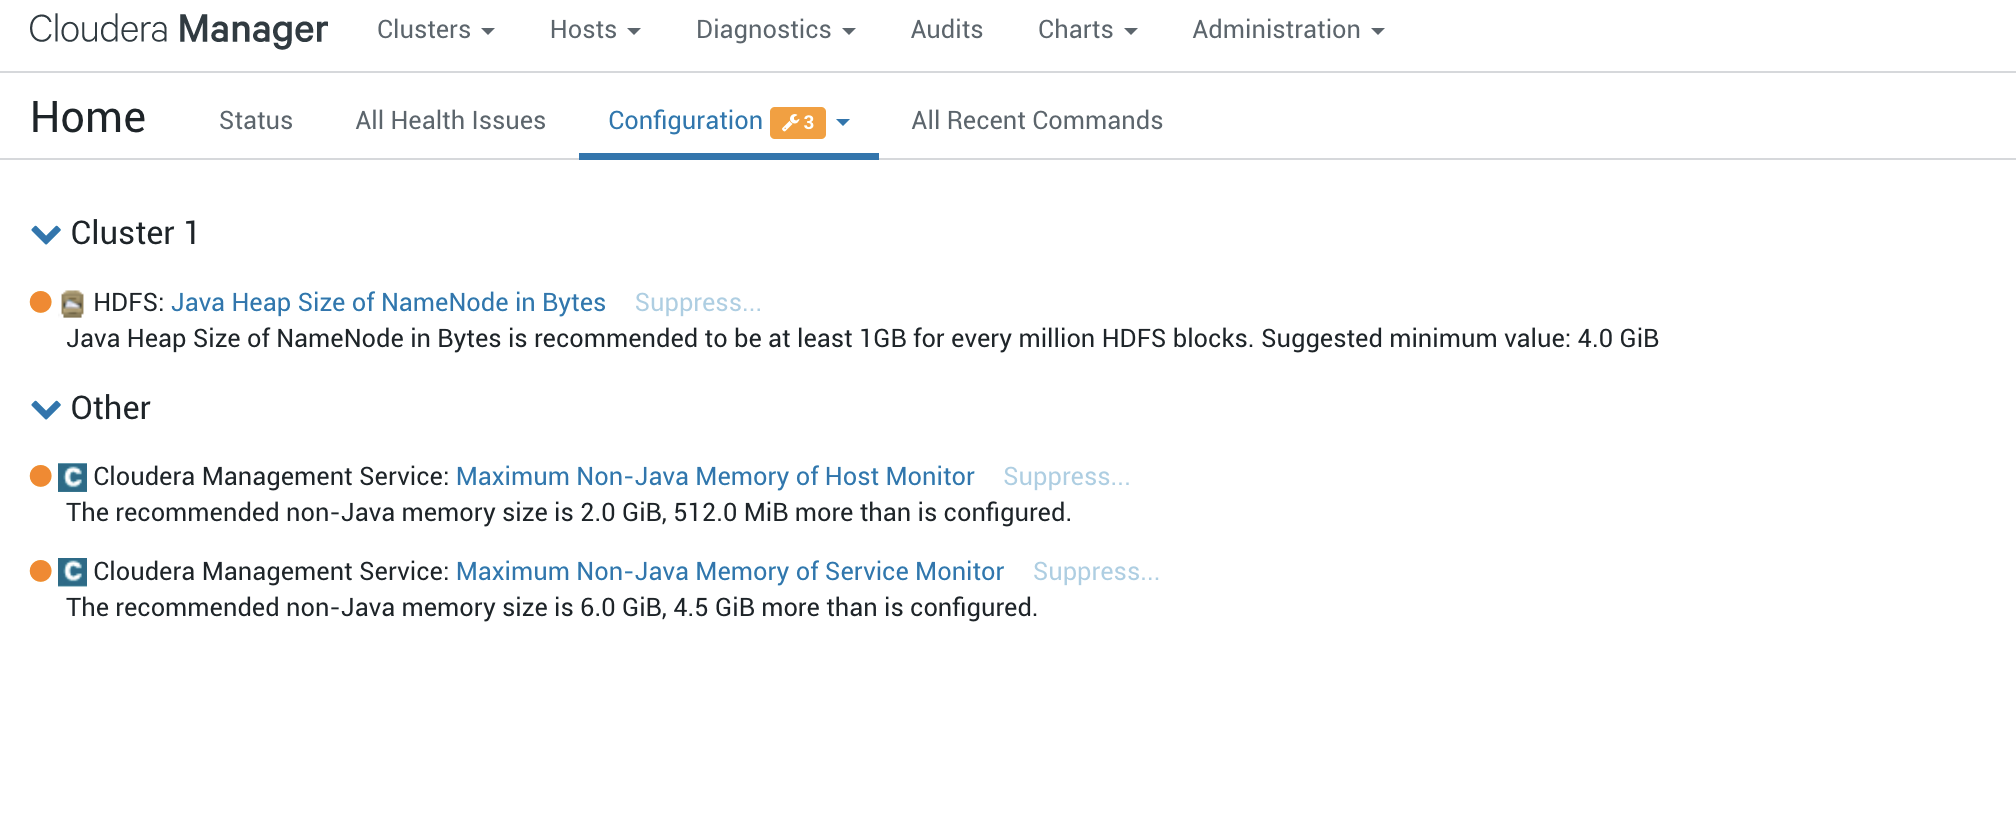 Cloudera Manager Clusters Hosts Diagnostics Audits Charts Administration
Home Status All Health Issues Configuration 3 All Recent Commands
Cluster 1
HDFS: Java Heap Size of NameNode in Bytes Suppress...
Java Heap Size of NameNode in Bytes is recommended to be at least 1GB for every million HDFS blocks. Suggested minimum value: 4.0 GiB
Other
C Cloudera Management Service: Maximum Non-Java Memory of Host Monitor Suppress...
The recommended non-Java memory size is 2.0 GiB, 512.0 MiB more than is configured.
C Cloudera Management Service: Maximum Non-Java Memory of Service Monitor Suppress...
The recommended non-Java memory size is 6.0 GiB, 4.5 GiB more than is configured.